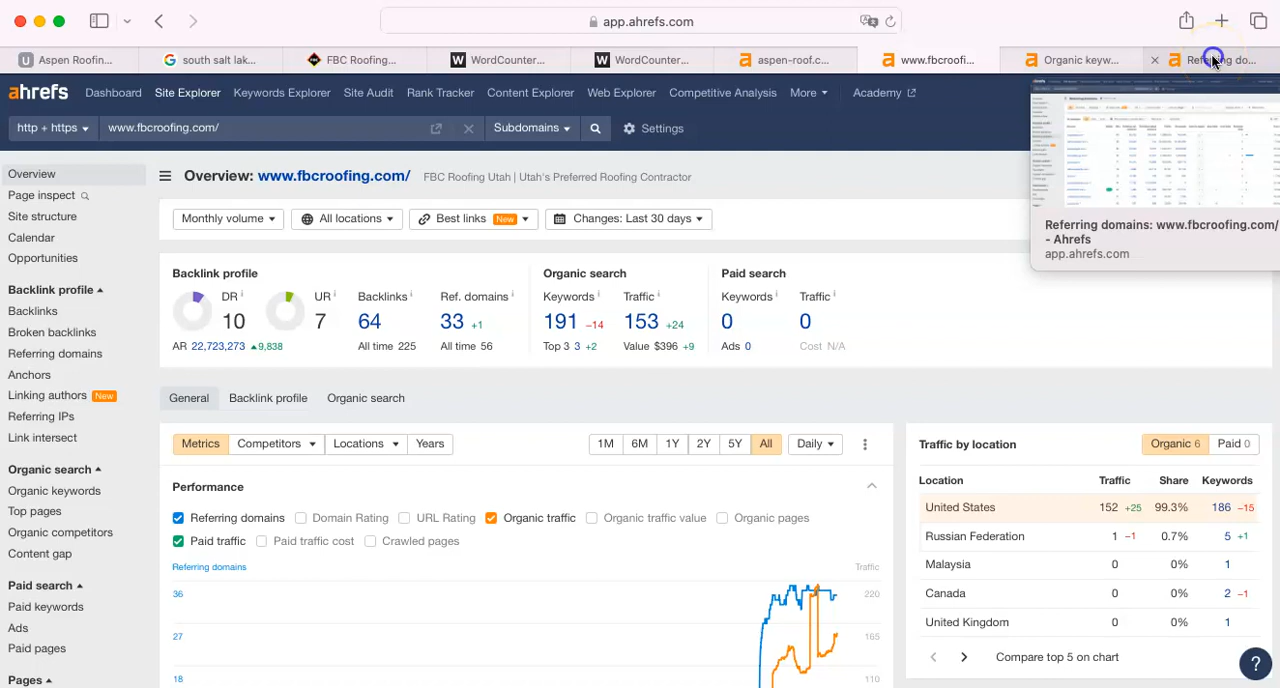 app.ahrefs.com
Aspen Roofin...
south salt lak...
FBC Roofing...
WordCounter...
WordCounter...
aspen-roof.c...
www.fbcroofi...
Organic keyw...
Referring do...
ahrefs
Dashboard
Site Explorer
Keywords Explorer
Site Audit
Rank Tracker
Content Explorer
Web Explorer
Competitive Analysis
More
Academy
http + https
www.fbcroofing.com/
Subdomains
Settings
Referring domains: www.fbcroofing.com/
- Ahrefs
app.ahrefs.com
Overview
Page inspect
Site structure
Calendar
Opportunities
Backlink profile
Backlinks
Broken backlinks
Referring domains
Anchors
Linking authors New
Referring IPs
Link intersect
Organic search
Organic keywords
Top pages
Organic competitors
Content gap
Paid search
Paid keywords
Ads
Paid pages
Pages
Overview: www.fbcroofing.com/
FBC Roofing Utah | Utah's Preferred Roofing Contractor
Monthly volume
All locations
Best links New
Changes: Last 30 days
Backlink profile
DR
10
UR
7
Backlinks
64
Ref. domains
33 +1
AR 22,723,273 9,838
All time 225
All time 56
Organic search
Keywords
191 −14
Traffic
153 +24
Top 3 3 +2
Value $396 +9
Paid search
Keywords
0
Traffic
0
Ads 0
Cost N/A
General
Backlink profile
Organic search
Metrics
Competitors
Locations
Years
1M
6M
1Y
2Y
5Y
All
Daily
Performance
Referring domains
Domain Rating
URL Rating
Organic traffic
Organic traffic value
Organic pages
Paid traffic
Paid traffic cost
Crawled pages
Referring domains
Traffic
36
220
27
165
18
110
Traffic by location
Organic 6
Paid 0
Location Traffic Share Keywords
United States 152 +25 99.3% 186 −15
Russian Federation 1 −1 0.7% 5 +1
Malaysia 0 0% 1
Canada 0 0% 2 −1
United Kingdom 0 0% 1
Compare top 5 on chart
?